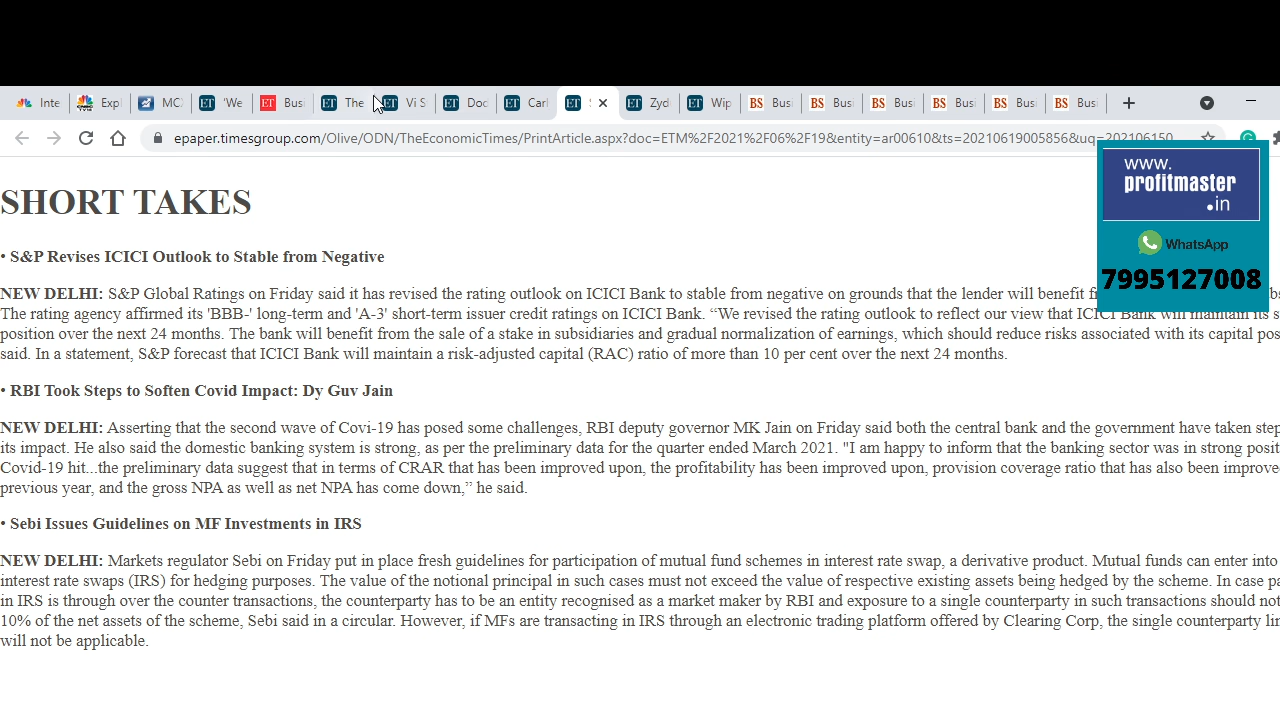 Inte
Exp
MC
'We
Busi
The
Vi S
Doc
Carl
Zyd
Wip
Busi
Busi
Busi
Busi
Busi
Busi
epaper.timesgroup.com/Olive/ODN/TheEconomicTimes/PrintArticle.aspx?doc=ETM%2F2021%2F06%2F19&entity=ar00610&ts=20210619005856&uq=202106150
www.
profitmaster
.in
WhatsApp
7995127008
SHORT TAKES
• S&P Revises ICICI Outlook to Stable from Negative
NEW DELHI: S&P Global Ratings on Friday said it has revised the rating outlook on ICICI Bank to stable from negative on grounds that the lender will benefit
The rating agency affirmed its 'BBB-' long-term and 'A-3' short-term issuer credit ratings on ICICI Bank. “We revised the rating outlook to reflect our view that ICICI Bank will maintain its s
position over the next 24 months. The bank will benefit from the sale of a stake in subsidiaries and gradual normalization of earnings, which should reduce risks associated with its capital pos
said. In a statement, S&P forecast that ICICI Bank will maintain a risk-adjusted capital (RAC) ratio of more than 10 per cent over the next 24 months.
• RBI Took Steps to Soften Covid Impact: Dy Guv Jain
NEW DELHI: Asserting that the second wave of Covi-19 has posed some challenges, RBI deputy governor MK Jain on Friday said both the central bank and the government have taken step
its impact. He also said the domestic banking system is strong, as per the preliminary data for the quarter ended March 2021. "I am happy to inform that the banking sector was in strong posit
Covid-19 hit...the preliminary data suggest that in terms of CRAR that has been improved upon, the profitability has been improved upon, provision coverage ratio that has also been improve
previous year, and the gross NPA as well as net NPA has come down,” he said.
• Sebi Issues Guidelines on MF Investments in IRS
NEW DELHI: Markets regulator Sebi on Friday put in place fresh guidelines for participation of mutual fund schemes in interest rate swap, a derivative product. Mutual funds can enter into
interest rate swaps (IRS) for hedging purposes. The value of the notional principal in such cases must not exceed the value of respective existing assets being hedged by the scheme. In case pa
in IRS is through over the counter transactions, the counterparty has to be an entity recognised as a market maker by RBI and exposure to a single counterparty in such transactions should not
10% of the net assets of the scheme, Sebi said in a circular. However, if MFs are transacting in IRS through an electronic trading platform offered by Clearing Corp, the single counterparty lin
will not be applicable.